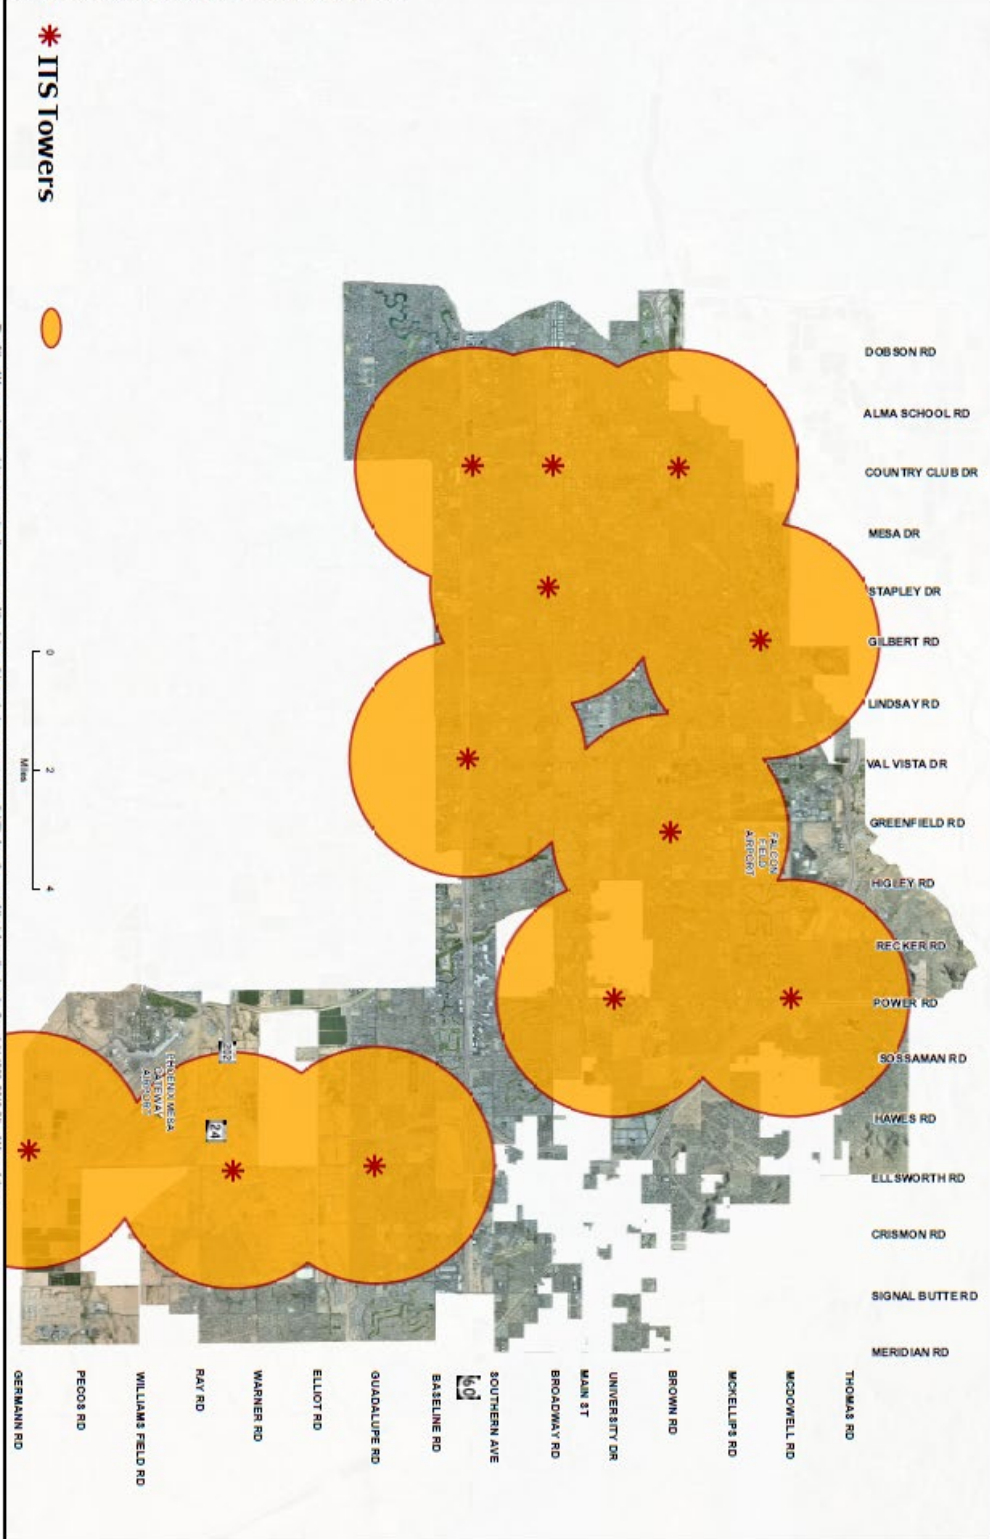 ITS Towers
0
2
4
Miles
DOBSON RD
ALMA SCHOOL RD
COUNTRY CLUB DR
MESA DR
STAPLEY DR
GILBERT RD
LINDSAY RD
VAL VISTA DR
GREENFIELD RD
HIGLEY RD
RECKER RD
POWER RD
SOSSAMAN RD
HAWES RD
ELLSWORTH RD
CRISMON RD
SIGNAL BUTTE RD
MERIDIAN RD
FALCON
FIELD
AIRPORT
PHOENIX-MESA
GATEWAY
AIRPORT
202
24
60
THOMAS RD
MCDOWELL RD
MCKELLIPS RD
BROWN RD
UNIVERSITY DR
MAIN ST
BROADWAY RD
SOUTHERN AVE
BASELINE RD
GUADALUPE RD
ELLIOT RD
WARNER RD
RAY RD
WILLIAMS FIELD RD
PECOS RD
GERMANN RD